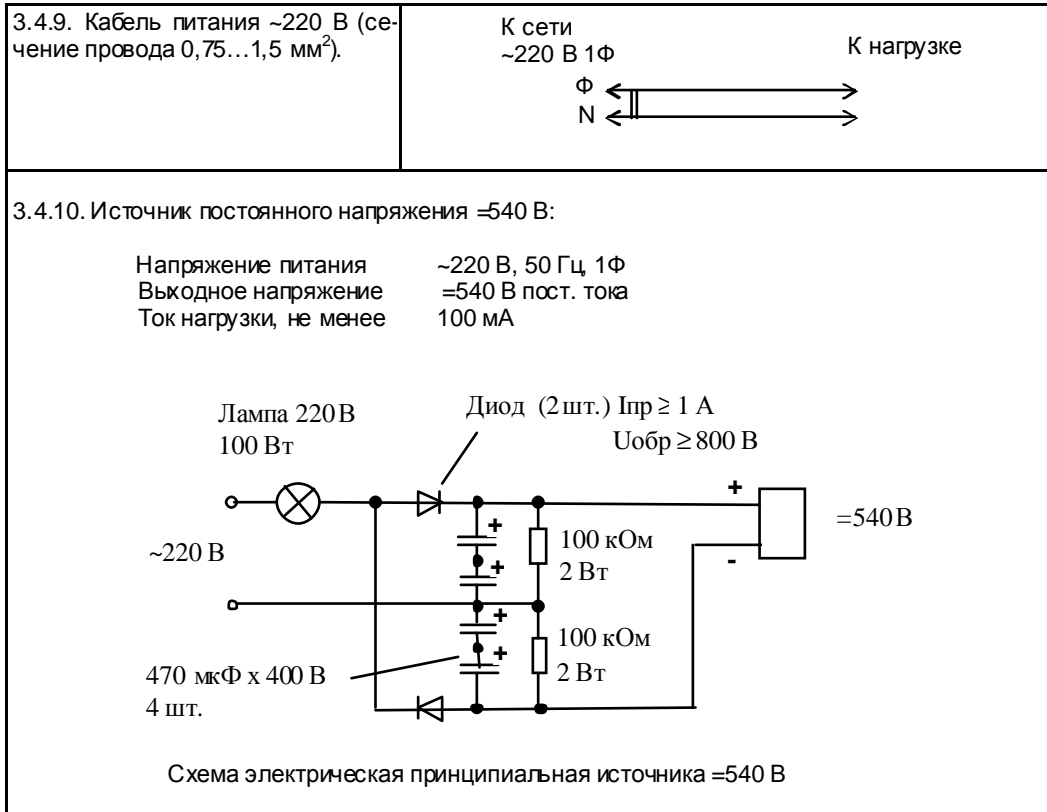 3.4.9. Кабель питания ~220 В (се-
чение провода 0,75…1,5 мм²).
К сети
~220 В 1Ф
К нагрузке
Ф
N
3.4.10. Источник постоянного напряжения =540 В:
Напряжение питания ~220 В, 50 Гц, 1Ф
Выходное напряжение =540 В пост. тока
Ток нагрузки, не менее 100 мА
Лампа 220 В
100 Вт
Диод (2 шт.) Iпр ≥ 1 А
Uобр ≥ 800 В
+
=540 В
-
~220 В
+
+
100 кОм
2 Вт
+
+
100 кОм
2 Вт
470 мкФ х 400 В
4 шт.
Схема электрическая принципиальная источника =540 В